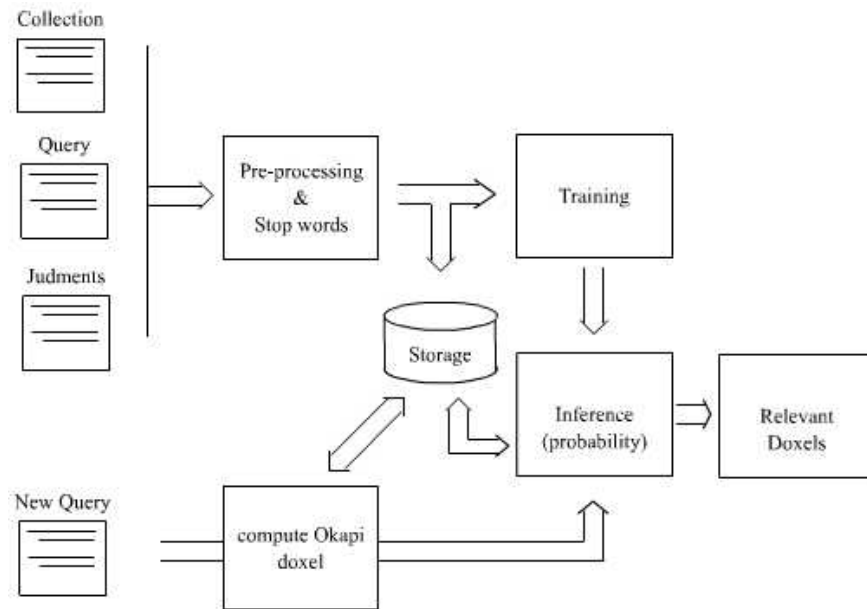 Collection
Query
Judments
Pre-processing
&
Stop words
Training
Storage
Inference
(probability)
Relevant
Doxels
New Query
compute Okapi
doxel